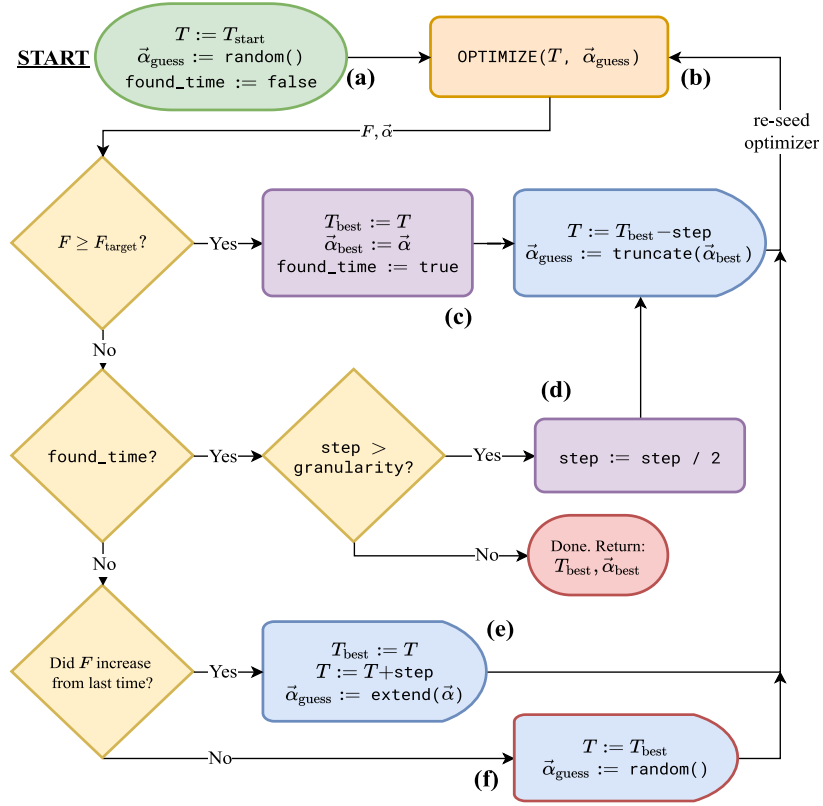 START
T := T_start
α⃗_guess := random()
found_time := false
(a)
OPTIMIZE(T, α⃗_guess)
(b)
re-seed
optimizer
F, α⃗
F ≥ F_target?
Yes
T_best := T
α⃗_best := α⃗
found_time := true
(c)
T := T_best−step
α⃗_guess := truncate(α⃗_best)
No
found_time?
Yes
step >
granularity?
Yes
(d)
step := step / 2
No
Done. Return:
T_best, α⃗_best
No
Did F increase
from last time?
Yes
(e)
T_best := T
T := T+step
α⃗_guess := extend(α⃗)
No
(f)
T := T_best
α⃗_guess := random()